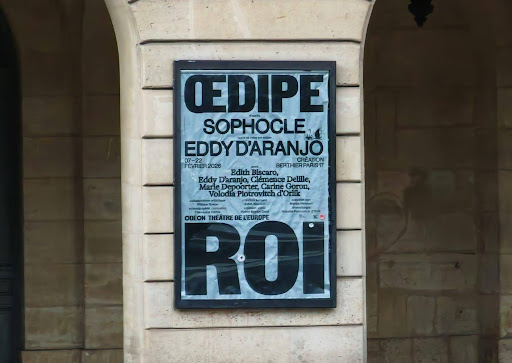 ŒDIPE
SOPHOCLE
EDDY D'ARANJO
07–22
FÉVRIER 2026
CRÉATION
BERTHIER PARIS 17
Edith Biscaro,
Eddy D'aranjo, Clémence Delille,
Marie Depoorter, Carine Goron,
Volodia Piotrovitch d'Orlik
ODÉON THÉÂTRE DE L'EUROPE
ROI